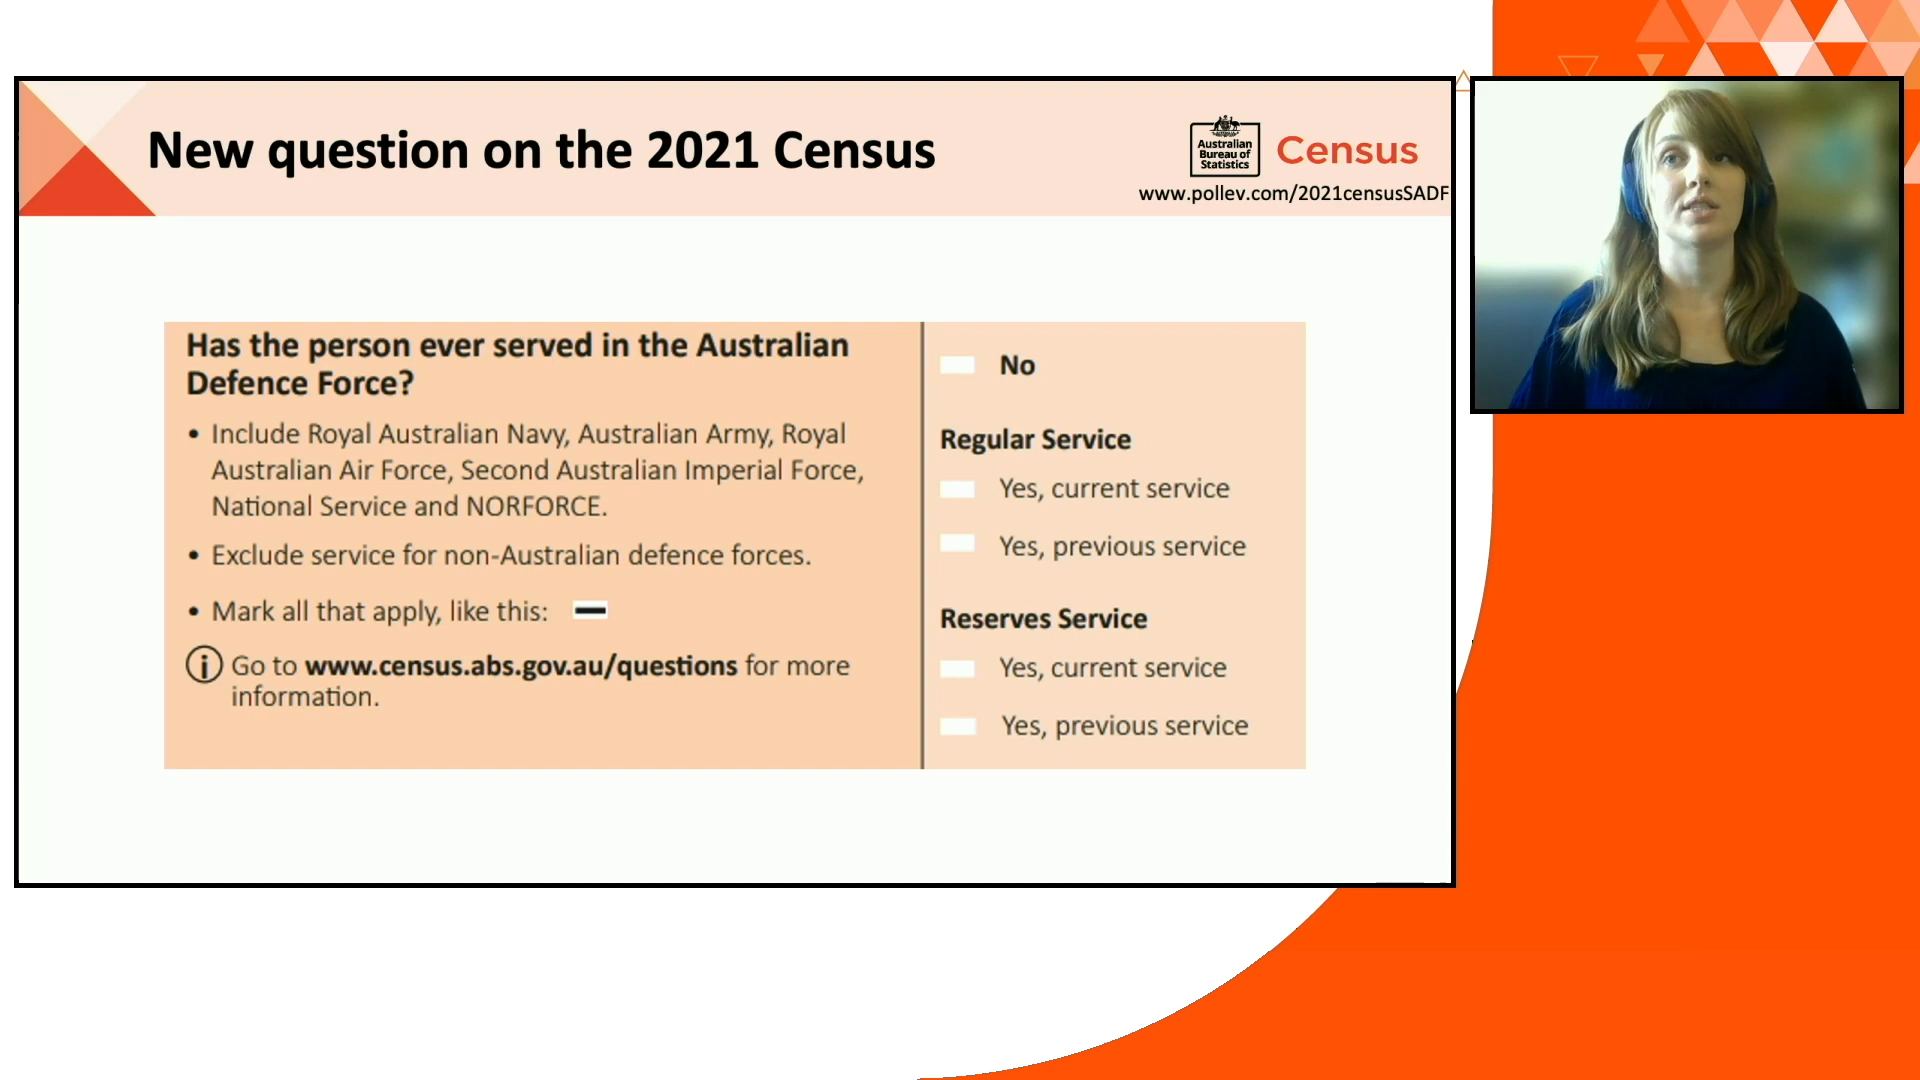 New question on the 2021 Census
Australian
Bureau of
Statistics
Census
www.pollev.com/2021censusSADF
Has the person ever served in the Australian
Defence Force?
• Include Royal Australian Navy, Australian Army, Royal
Australian Air Force, Second Australian Imperial Force,
National Service and NORFORCE.
• Exclude service for non-Australian defence forces.
• Mark all that apply, like this:
Go to www.census.abs.gov.au/questions for more
information.
No
Regular Service
Yes, current service
Yes, previous service
Reserves Service
Yes, current service
Yes, previous service